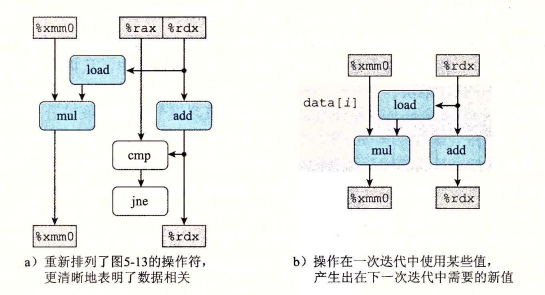 %xmm0 %rax %rdx
load
mul add
cmp
jne
%xmm0 %rdx
a) 重新排列了图5-13的操作符，
更清晰地表明了数据相关
%xmm0 %rdx
data[i]
load
mul add
%xmm0 %rdx
b) 操作在一次迭代中使用某些值，
产生出在下一次迭代中需要的新值